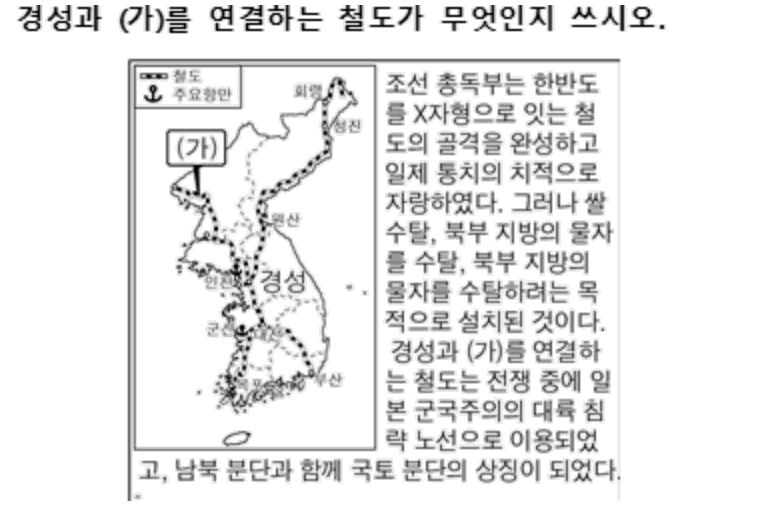 경성과 (가)를 연결하는 철도가 무엇인지 쓰시오.
철도
주요항만
회령
청진
(가)
원산
인천
경성
군산
대전
목포
부산
조선 총독부는 한반도
를 X자형으로 잇는 철
도의 골격을 완성하고
일제 통치의 치적으로
자랑하였다. 그러나 쌀
수탈, 북부 지방의 물자
를 수탈, 북부 지방의
물자를 수탈하려는 목
적으로 설치된 것이다.
경성과 (가)를 연결하
는 철도는 전쟁 중에 일
본 군국주의의 대륙 침
략 노선으로 이용되었
고, 남북 분단과 함께 국토 분단의 상징이 되었다.